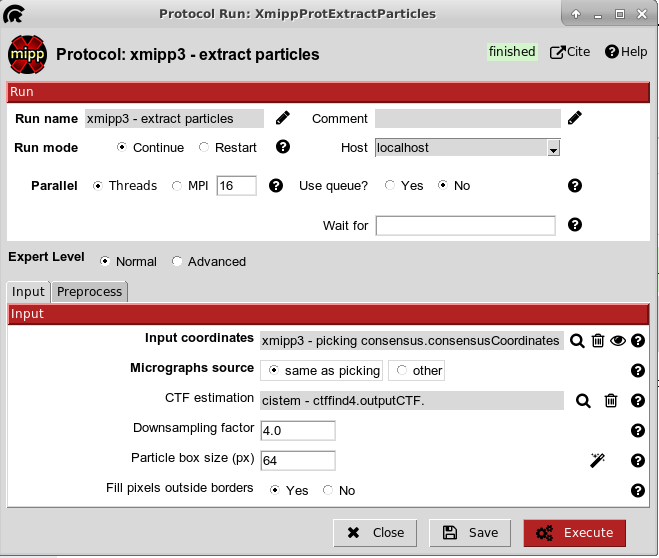 Protocol Run: XmippProtExtractParticles
mipp Protocol: xmipp3 - extract particles finished Cite Help
Run
Run name xmipp3 - extract particles Comment
Run mode Continue Restart Host localhost
Parallel Threads MPI 16 Use queue? Yes No
Wait for
Expert Level Normal Advanced
Input Preprocess
Input
Input coordinates xmipp3 - picking consensus.consensusCoordinates
Micrographs source same as picking other
CTF estimation cistem - ctffind4.outputCTF.
Downsampling factor 4.0
Particle box size (px) 64
Fill pixels outside borders Yes No
Close Save Execute